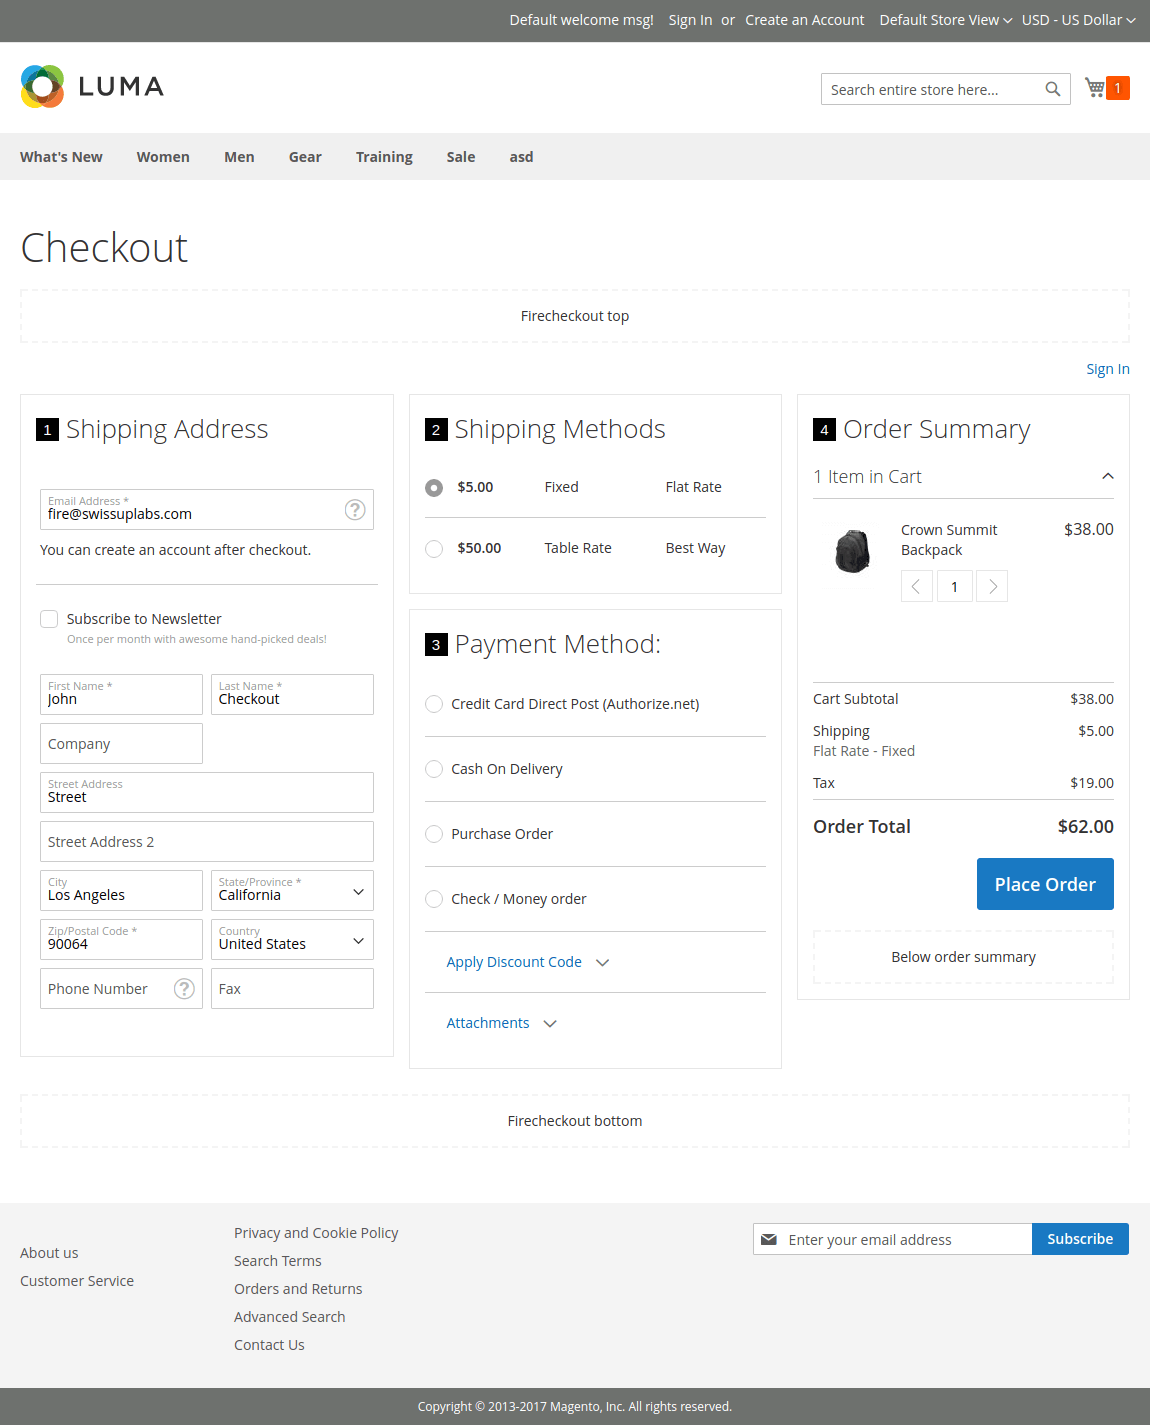 Default welcome msg! Sign In or Create an Account Default Store View USD - US Dollar
LUMA
Search entire store here...
1
What's New Women Men Gear Training Sale asd
Checkout
Firecheckout top
Sign In
1 Shipping Address
Email Address *
fire@swissuplabs.com
?
You can create an account after checkout.
Subscribe to Newsletter
Once per month with awesome hand-picked deals!
First Name *
John
Last Name *
Checkout
Company
Street Address
Street
Street Address 2
City
Los Angeles
State/Province *
California
Zip/Postal Code *
90064
Country
United States
Phone Number ?
Fax
2 Shipping Methods
$5.00 Fixed Flat Rate
$50.00 Table Rate Best Way
3 Payment Method:
Credit Card Direct Post (Authorize.net)
Cash On Delivery
Purchase Order
Check / Money order
Apply Discount Code
Attachments
4 Order Summary
1 Item in Cart
Crown Summit
Backpack
$38.00
1
Cart Subtotal $38.00
Shipping $5.00
Flat Rate - Fixed
Tax $19.00
Order Total $62.00
Place Order
Below order summary
Firecheckout bottom
About us
Customer Service
Privacy and Cookie Policy
Search Terms
Orders and Returns
Advanced Search
Contact Us
Enter your email address
Subscribe
Copyright © 2013-2017 Magento, Inc. All rights reserved.